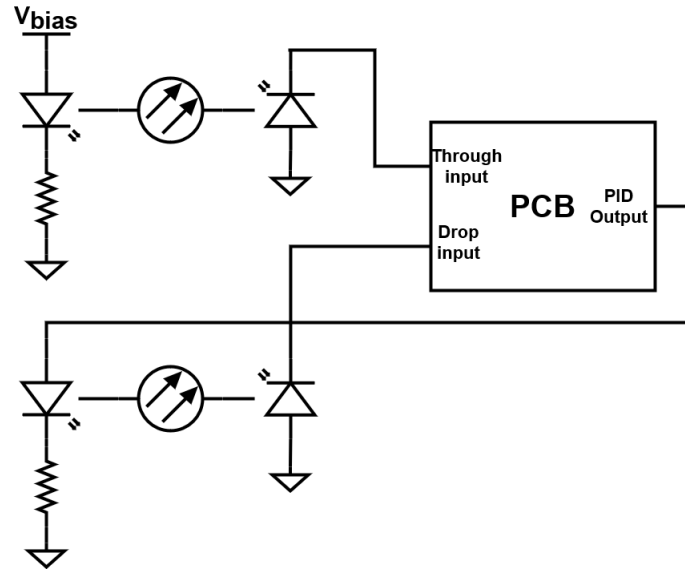 Vbias
Through
input
PCB
PID
Output
Drop
input